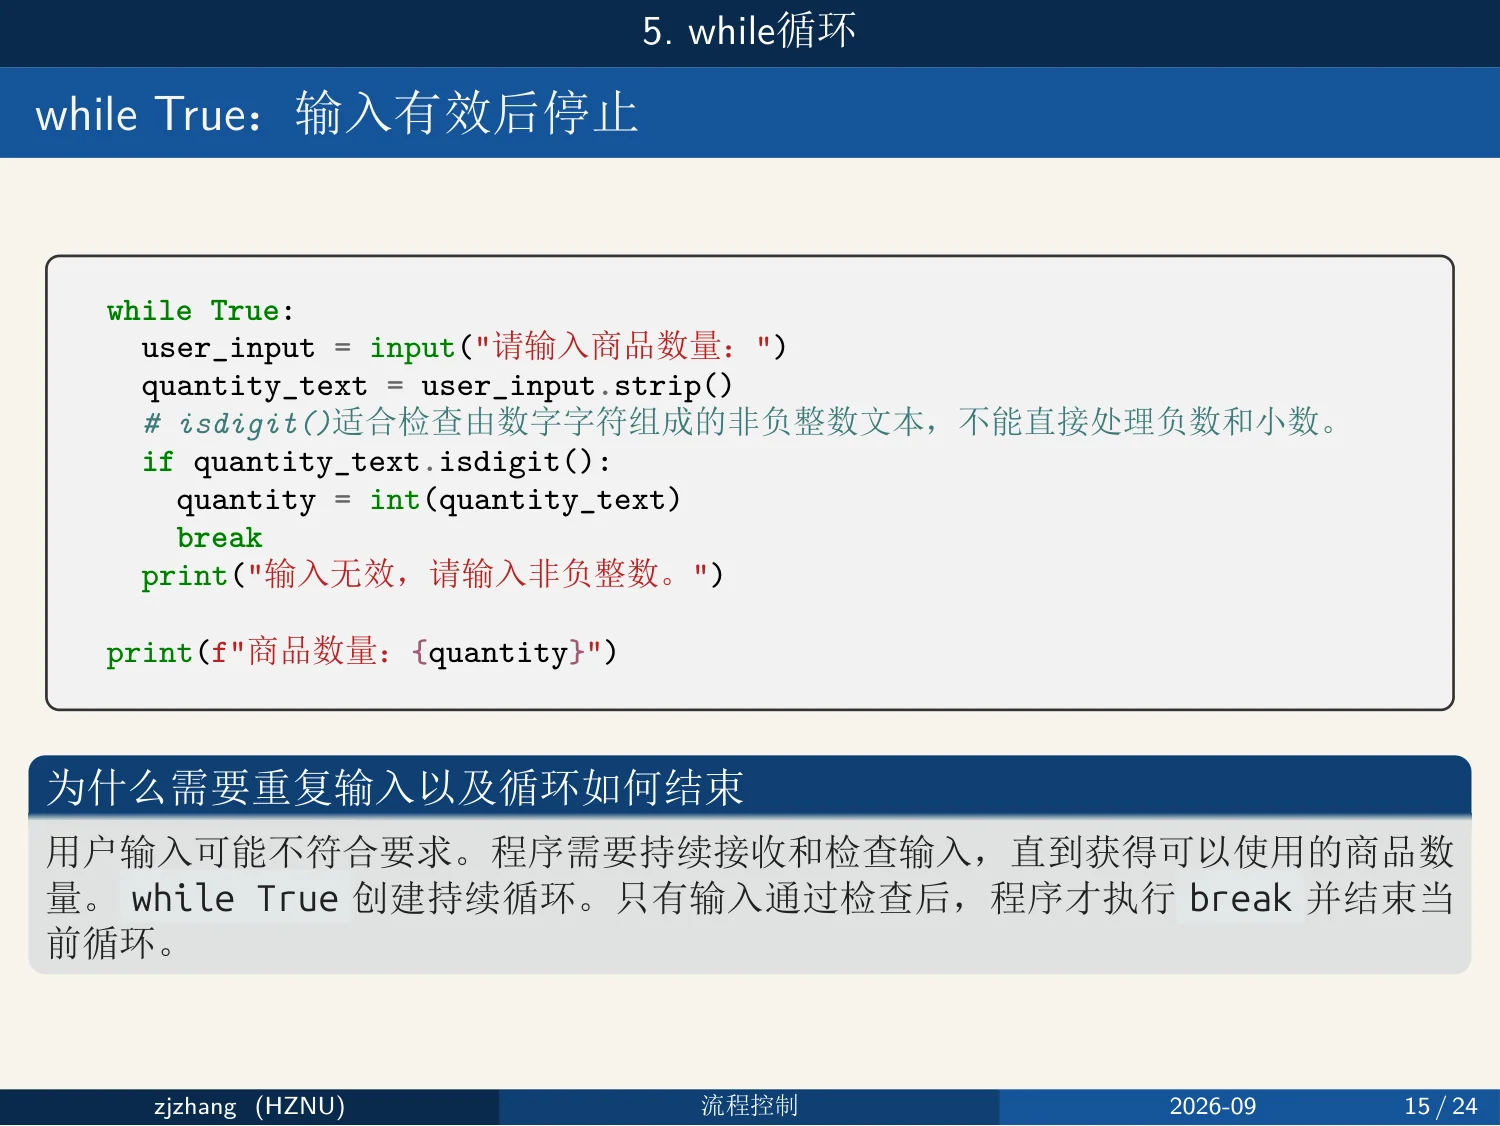 5. while循环
while True：输入有效后停止
while True:
  user_input = input("请输入商品数量：")
  quantity_text = user_input.strip()
  # isdigit()适合检查由数字字符组成的非负整数文本，不能直接处理负数和小数。
  if quantity_text.isdigit():
    quantity = int(quantity_text)
    break
  print("输入无效，请输入非负整数。")
print(f"商品数量：{quantity}")
为什么需要重复输入以及循环如何结束
用户输入可能不符合要求。程序需要持续接收和检查输入，直到获得可以使用的商品数
量。 while True 创建持续循环。只有输入通过检查后，程序才执行 break 并结束当
前循环。
zjzhang (HZNU) 流程控制 2026-09 15 / 24